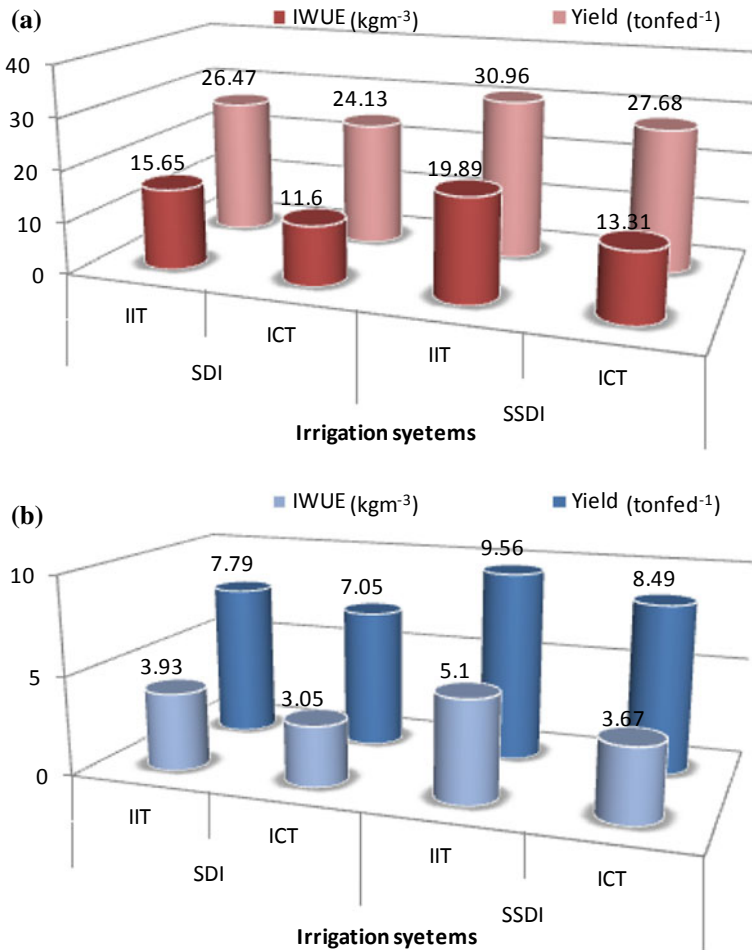 (a)
IWUE (kgm-3) Yield (tonfed-1)
40
30
20
10
0
26.47 24.13 30.96 27.68
15.65 11.6 19.89 13.31
IIT ICT IIT ICT
SDI SSDI
Irrigation syetems
(b)
IWUE (kgm-3) Yield (tonfed-1)
10
5
0
7.79 7.05 9.56 8.49
3.93 3.05 5.1 3.67
IIT ICT IIT ICT
SDI SSDI
Irrigation syetems